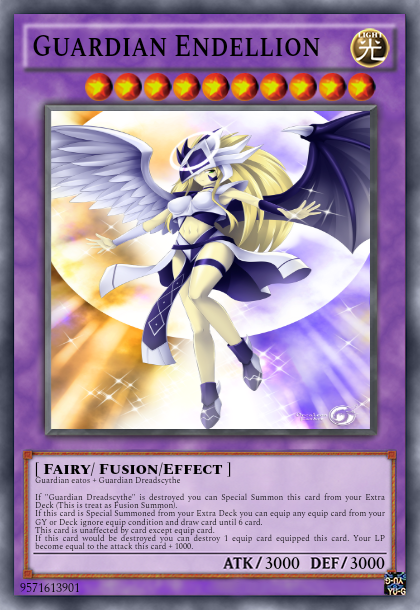 GUARDIAN ENDELLION
LIGHT
光
[ FAIRY/ FUSION/EFFECT ]
Guardian eatos + Guardian Dreadscythe
If "Guardian Dreadscythe" is destroyed you can Special Summon this card from your Extra
Deck (This is treat as Fusion Summon).
If this card is Special Summoned from your Extra Deck you can equip any equip card from your
GY or Deck ignore equip condition and draw card until 6 card.
This card is unaffected by card except equip card.
If this card would be destroyed you can destroy 1 equip card equipped this card. Your LP
become equal to the attack this card + 1000.
ATK/3000 DEF/3000
9571613901